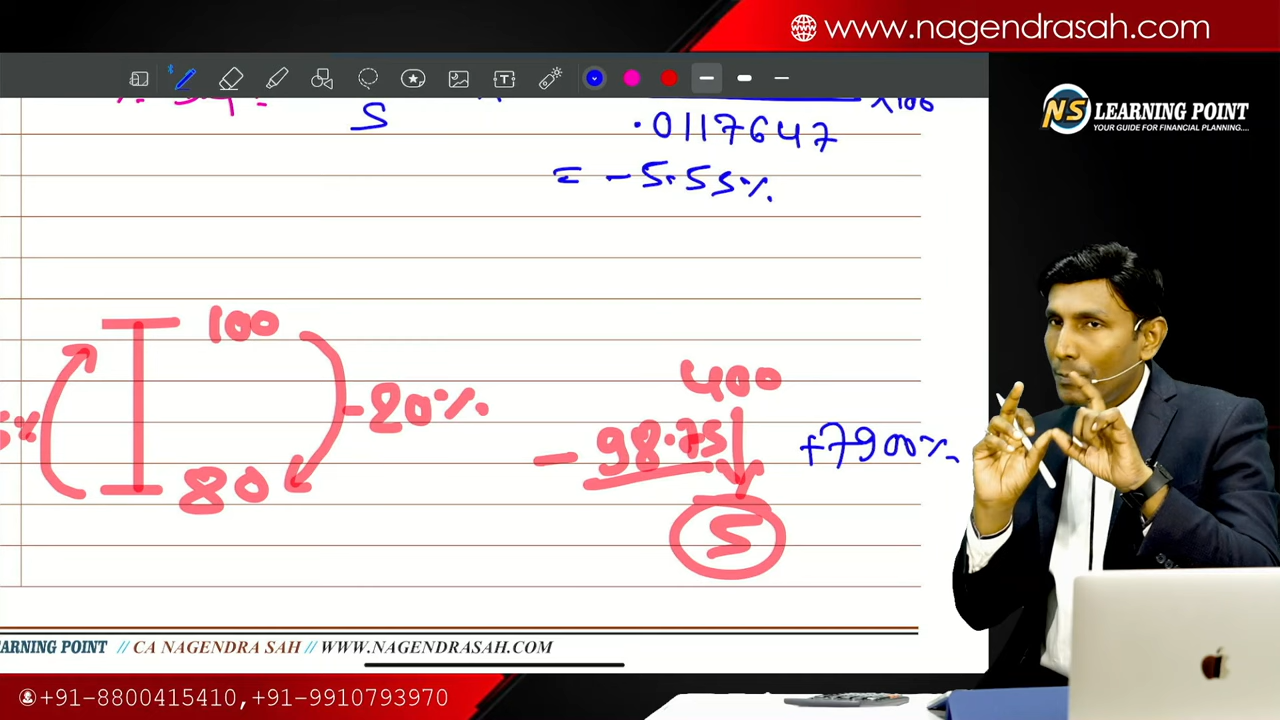 www.nagendrasah.com
NS LEARNING POINT
YOUR GUIDE FOR FINANCIAL PLANNING....
T
S
x100
.0117647
= -5.55%
100
-20%
80
400
- 98.75
+7900%
5
ARNING POINT // CA NAGENDRA SAH // WWW.NAGENDRASAH.COM
+91-8800415410,+91-9910793970